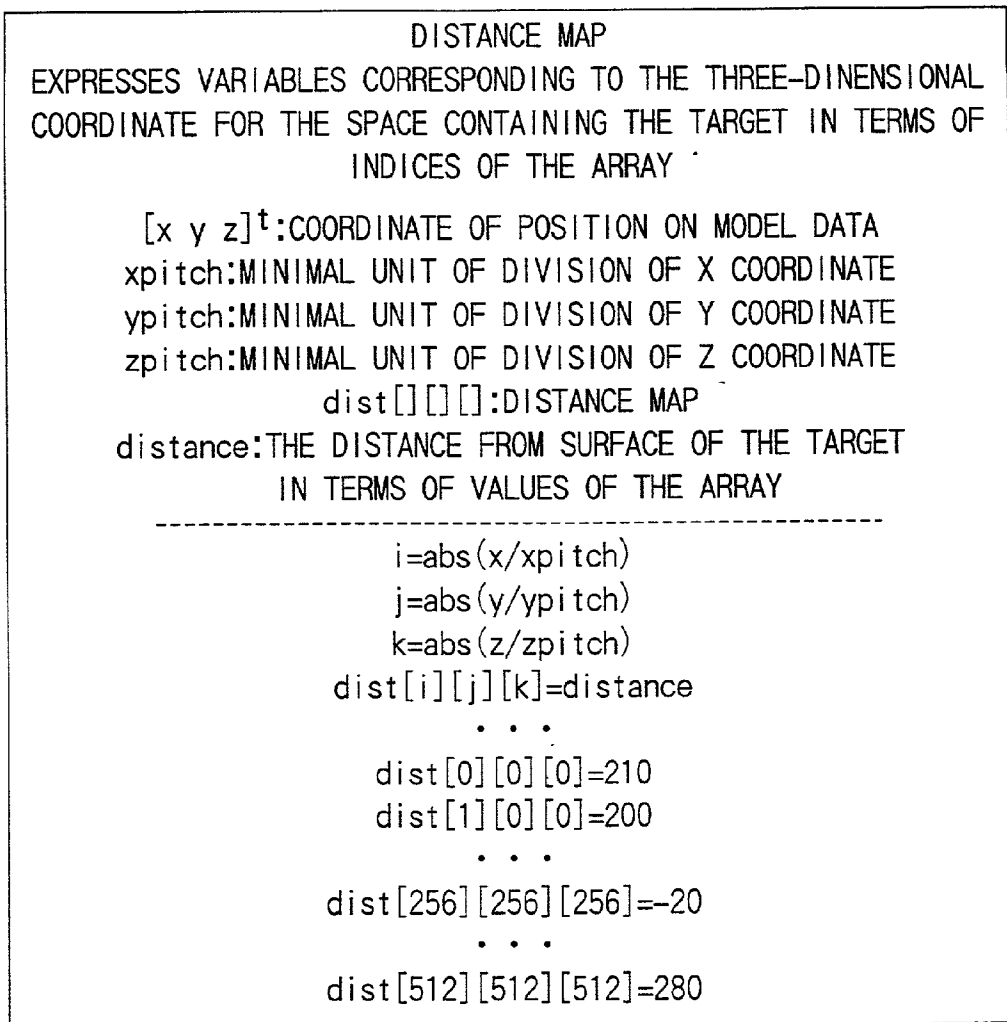 DISTANCE MAP
EXPRESSES VARIABLES CORRESPONDING TO THE THREE-DINENSIONAL
COORDINATE FOR THE SPACE CONTAINING THE TARGET IN TERMS OF
INDICES OF THE ARRAY
[x y z]ᵗ:COORDINATE OF POSITION ON MODEL DATA
xpitch:MINIMAL UNIT OF DIVISION OF X COORDINATE
ypitch:MINIMAL UNIT OF DIVISION OF Y COORDINATE
zpitch:MINIMAL UNIT OF DIVISION OF Z COORDINATE
dist[][][]:DISTANCE MAP
distance:THE DISTANCE FROM SURFACE OF THE TARGET
IN TERMS OF VALUES OF THE ARRAY
i=abs(x/xpitch)
j=abs(y/ypitch)
k=abs(z/zpitch)
dist[i][j][k]=distance
· · ·
dist[0][0][0]=210
dist[1][0][0]=200
· · ·
dist[256][256][256]=-20
· · ·
dist[512][512][512]=280